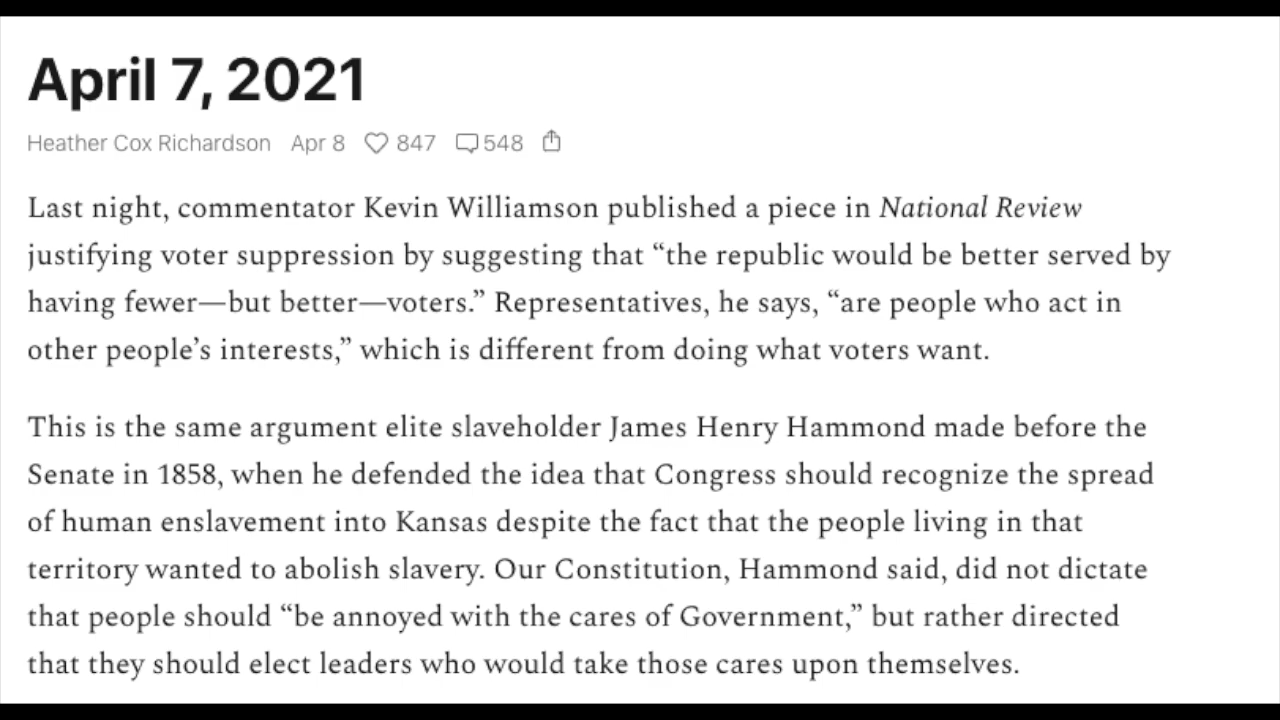 April 7, 2021
Heather Cox Richardson Apr 8 847 548
Last night, commentator Kevin Williamson published a piece in National Review
justifying voter suppression by suggesting that “the republic would be better served by
having fewer—but better—voters.” Representatives, he says, “are people who act in
other people’s interests,” which is different from doing what voters want.
This is the same argument elite slaveholder James Henry Hammond made before the
Senate in 1858, when he defended the idea that Congress should recognize the spread
of human enslavement into Kansas despite the fact that the people living in that
territory wanted to abolish slavery. Our Constitution, Hammond said, did not dictate
that people should “be annoyed with the cares of Government,” but rather directed
that they should elect leaders who would take those cares upon themselves.